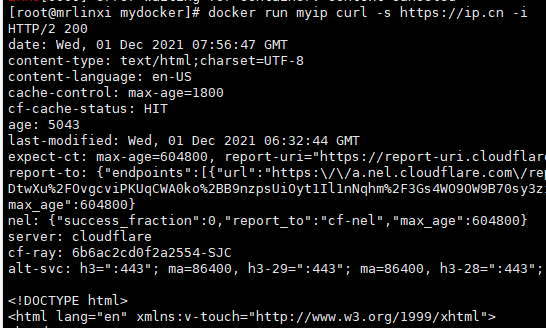 [root@mrlinxi mydocker]# docker run myip curl -s https://ip.cn -i
HTTP/2 200
date: Wed, 01 Dec 2021 07:56:47 GMT
content-type: text/html;charset=UTF-8
content-language: en-US
cache-control: max-age=1800
cf-cache-status: HIT
age: 5043
last-modified: Wed, 01 Dec 2021 06:32:44 GMT
expect-ct: max-age=604800, report-uri="https://report-uri.cloudflare
report-to: {"endpoints":[{"url":"https:\/\/a.nel.cloudflare.com\/rep
DtwXu%2FOvgcviPKUqCWA0ko%2BB9nzpsUiOyt1Il1nNqhm%2F3Gs4WO9OW9B70sy3z
max_age":604800}
nel: {"success_fraction":0,"report_to":"cf-nel","max_age":604800}
server: cloudflare
cf-ray: 6b6ac2cd0f2a2554-SJC
alt-svc: h3=":443"; ma=86400, h3-29=":443"; ma=86400, h3-28=":443";
<!DOCTYPE html>
<html lang="en" xmlns:v-touch="http://www.w3.org/1999/xhtml">